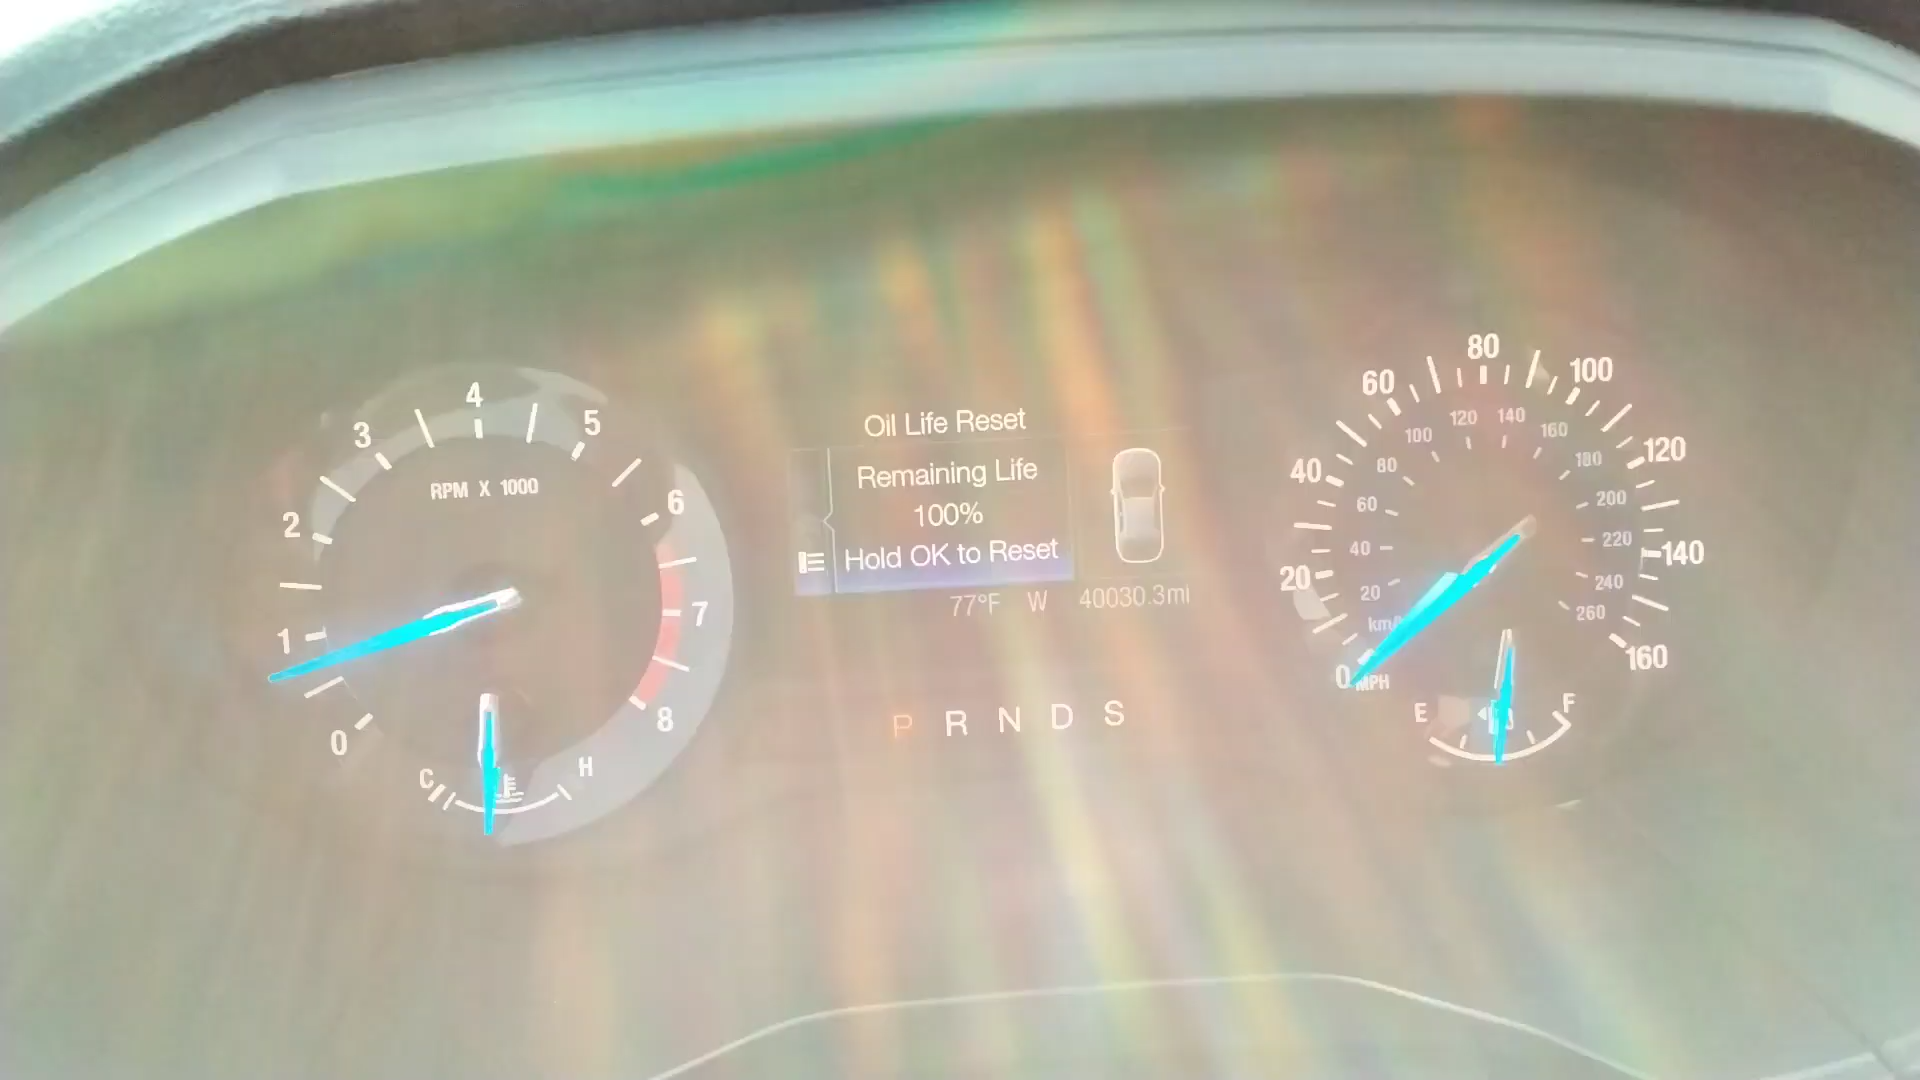 Oil Life Reset
Remaining Life
100%
Hold OK to Reset
77°F W 40030.3mi
P R N D S
RPM X 1000
0 1 2 3 4 5 6 7 8
C H
0 20 40 60 80 100 120 140 160
MPH
20 40 60 80 100 120 140 160 180 200 220 240 260
E F